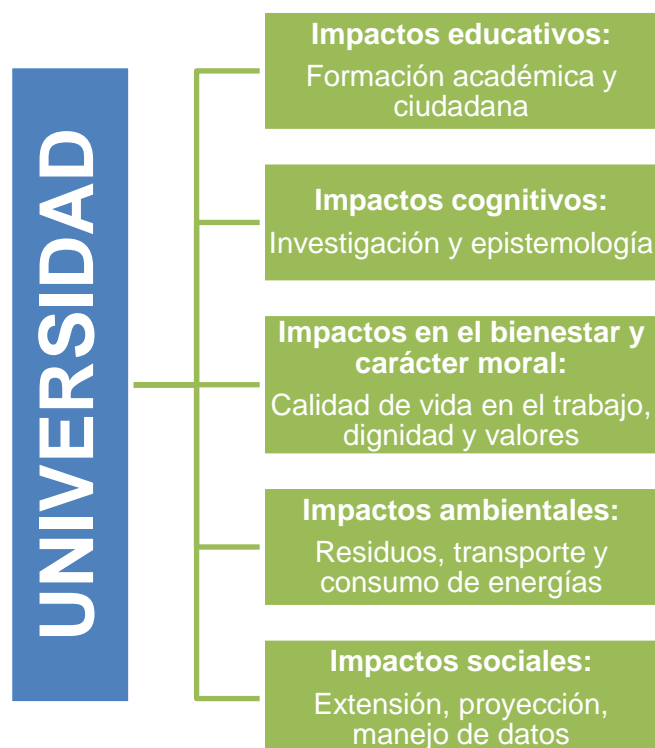 UNIVERSIDAD
Impactos educativos:
Formación académica y
ciudadana
Impactos cognitivos:
Investigación y epistemología
Impactos en el bienestar y
carácter moral:
Calidad de vida en el trabajo,
dignidad y valores
Impactos ambientales:
Residuos, transporte y
consumo de energías
Impactos sociales:
Extensión, proyección,
manejo de datos